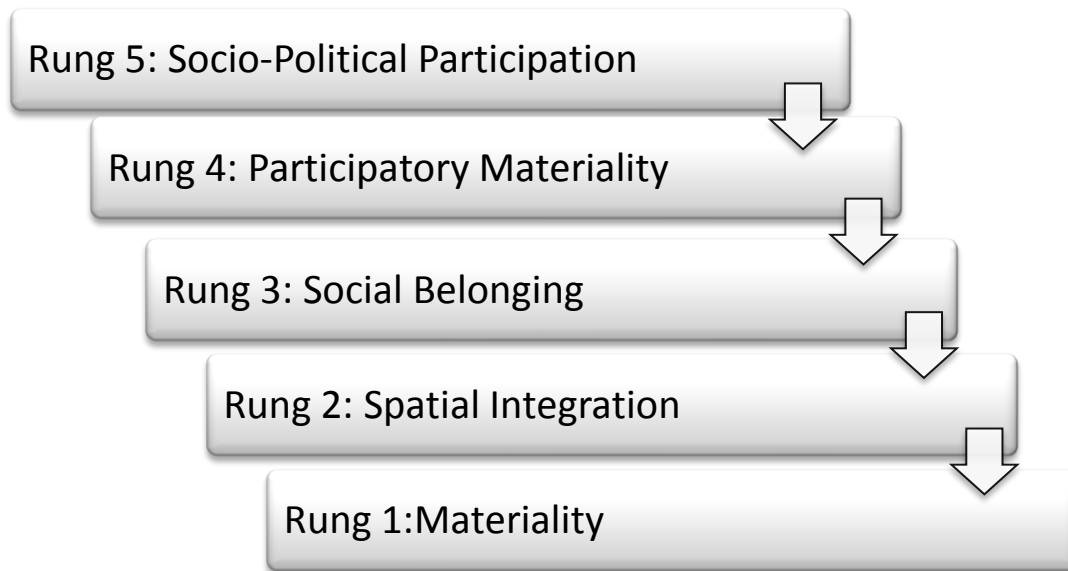 Rung 5: Socio-Political Participation
Rung 4: Participatory Materiality
Rung 3: Social Belonging
Rung 2: Spatial Integration
Rung 1:Materiality